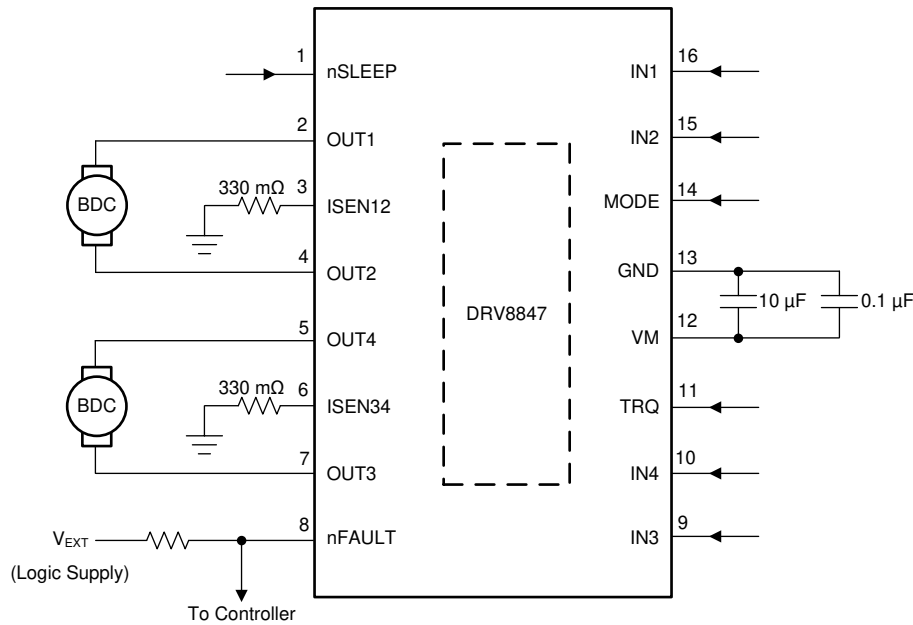 1
nSLEEP
2
OUT1
BDC
330 mΩ
3
ISEN12
4
OUT2
5
OUT4
BDC
330 mΩ
6
ISEN34
7
OUT3
8
nFAULT
VEXT
(Logic Supply)
To Controller
DRV8847
16
IN1
15
IN2
14
MODE
13
GND
10 µF
0.1 µF
12
VM
11
TRQ
10
IN4
9
IN3